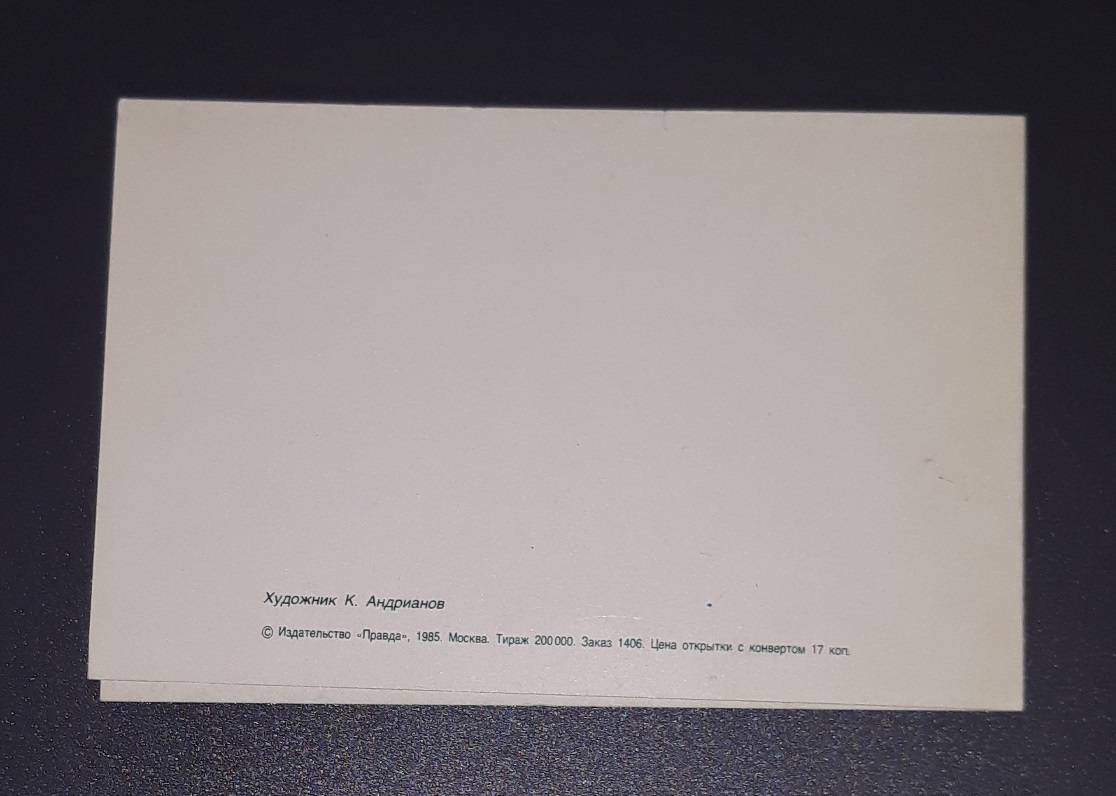 Художник К. Андрианов
© Издательство «Правда», 1985. Москва. Тираж 200 000. Заказ 1406. Цена открытки с конвертом 17 коп.